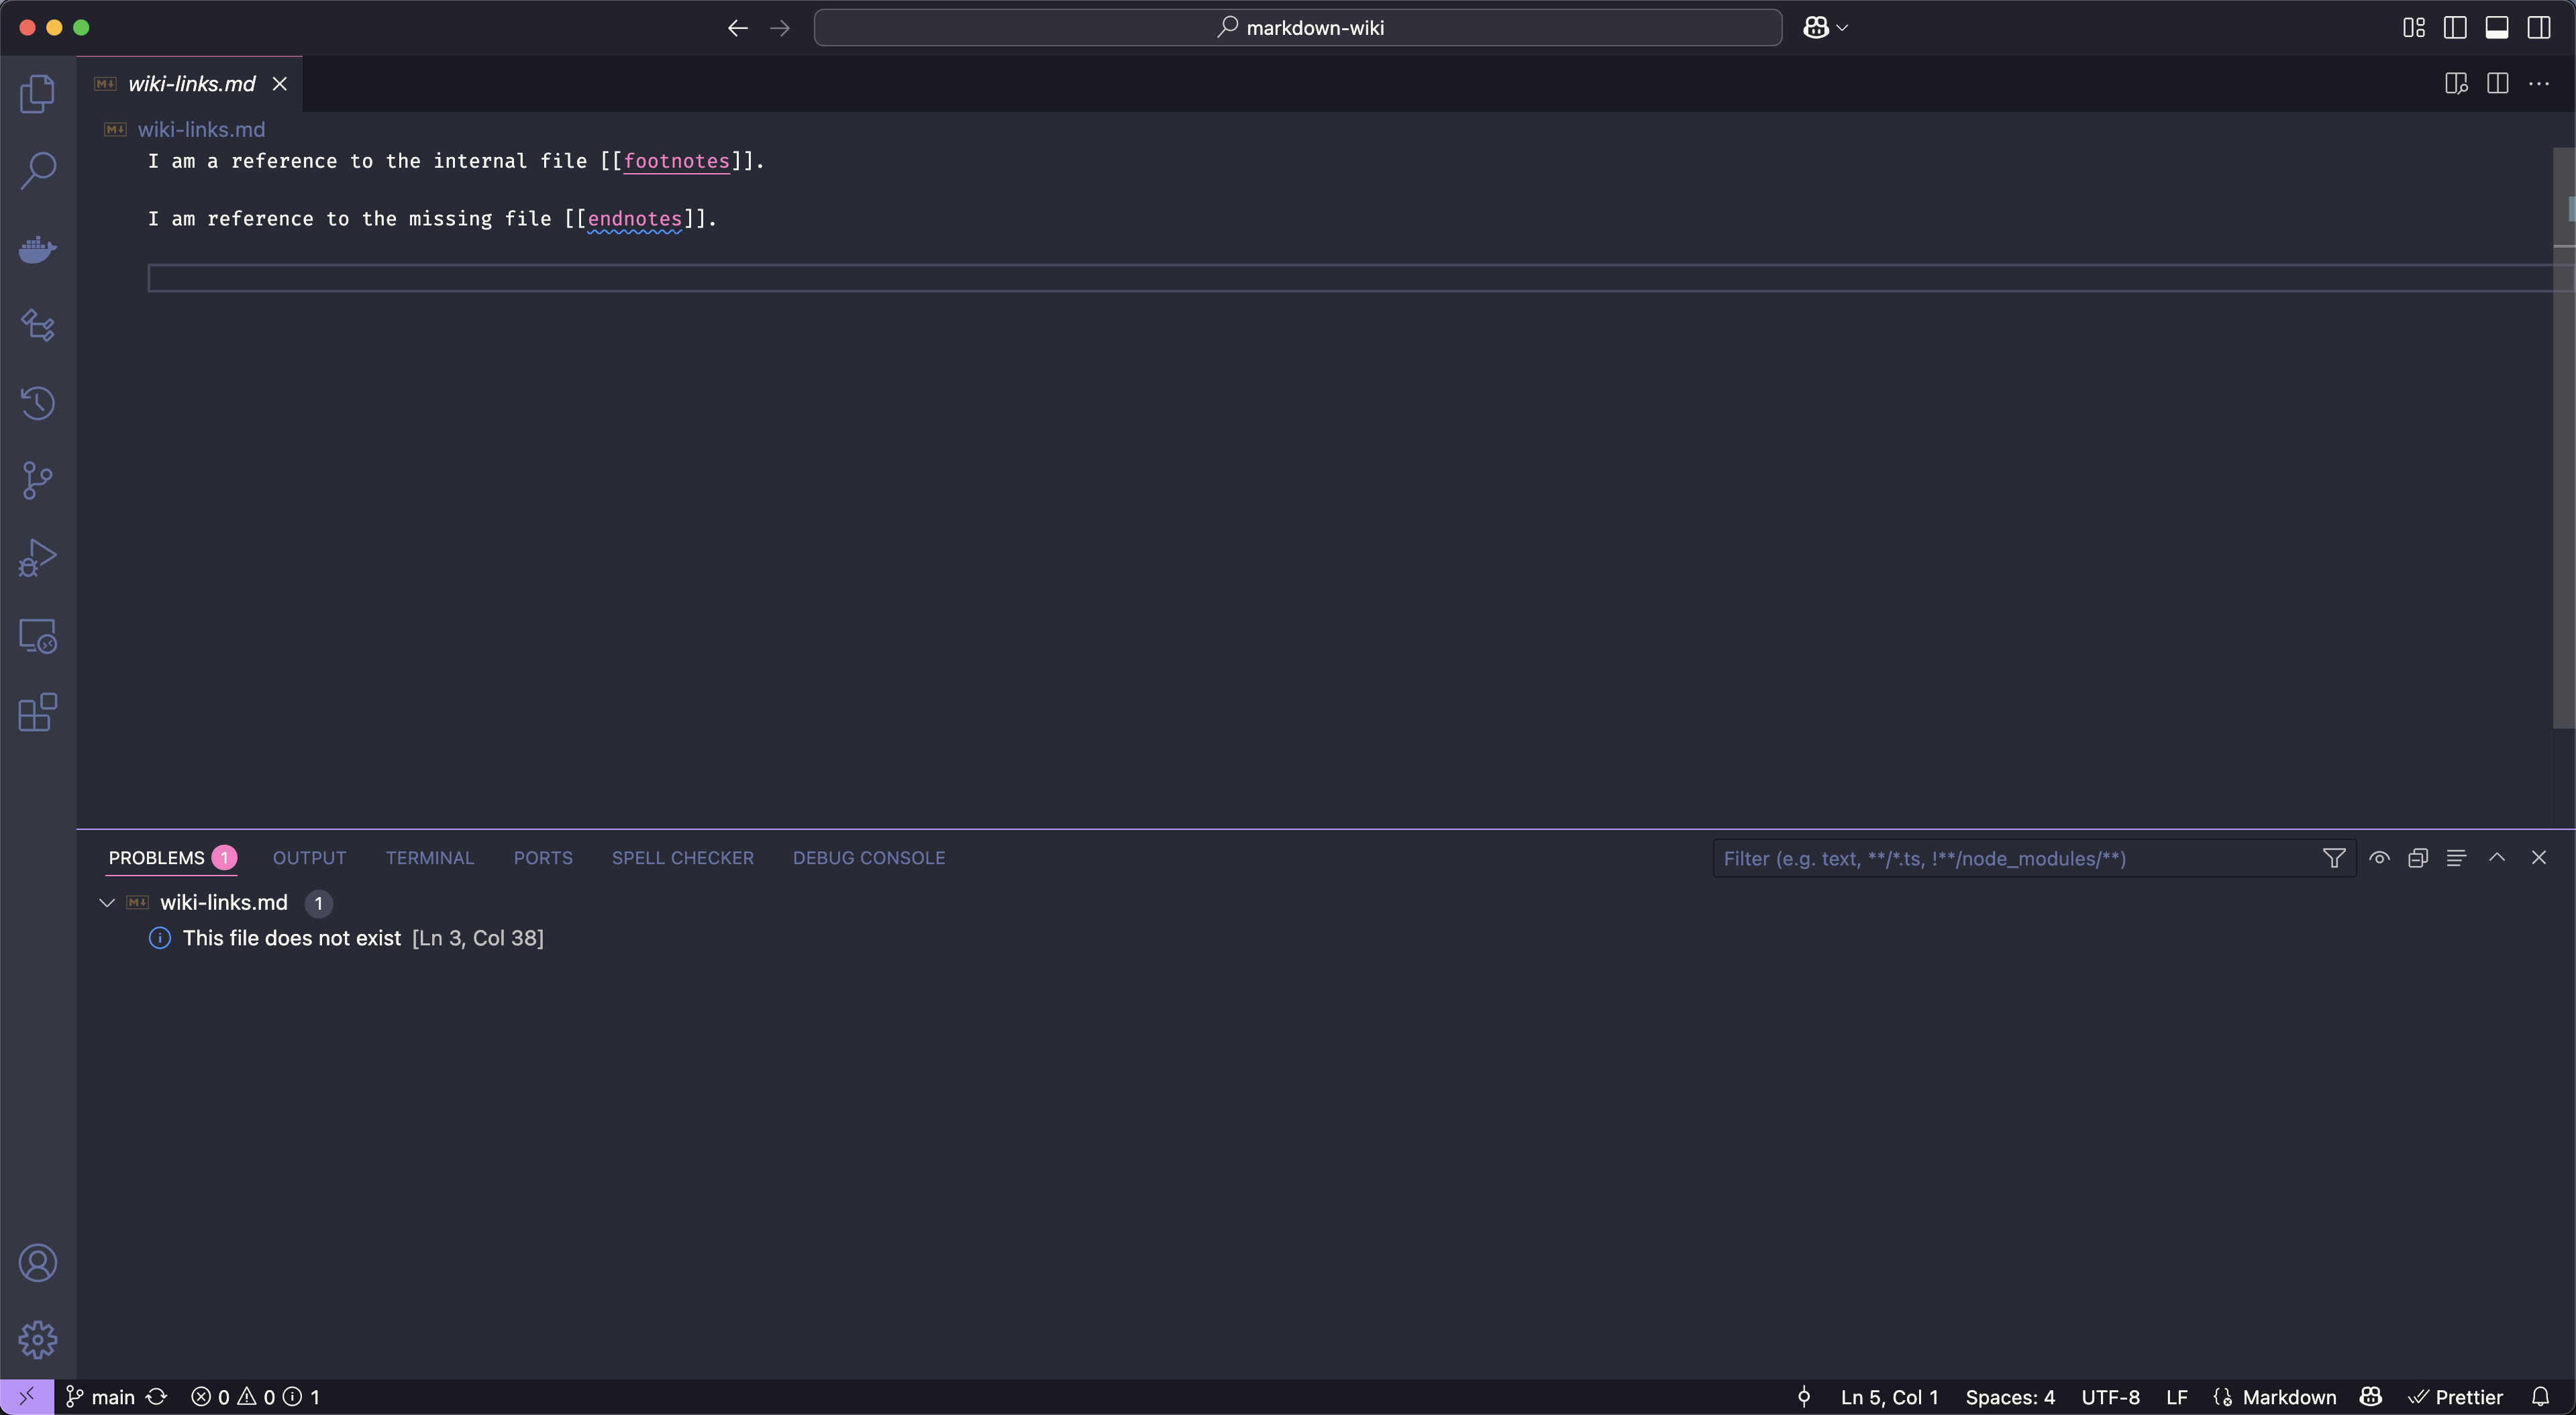 markdown-wiki
wiki-links.md
wiki-links.md
I am a reference to the internal file [[footnotes]].
I am reference to the missing file [[endnotes]].
PROBLEMS 1 OUTPUT TERMINAL PORTS SPELL CHECKER DEBUG CONSOLE Filter (e.g. text, **/*.ts, !**/node_modules/**)
wiki-links.md 1
This file does not exist [Ln 3, Col 38]
main 0 0 1 Ln 5, Col 1 Spaces: 4 UTF-8 LF Markdown Prettier